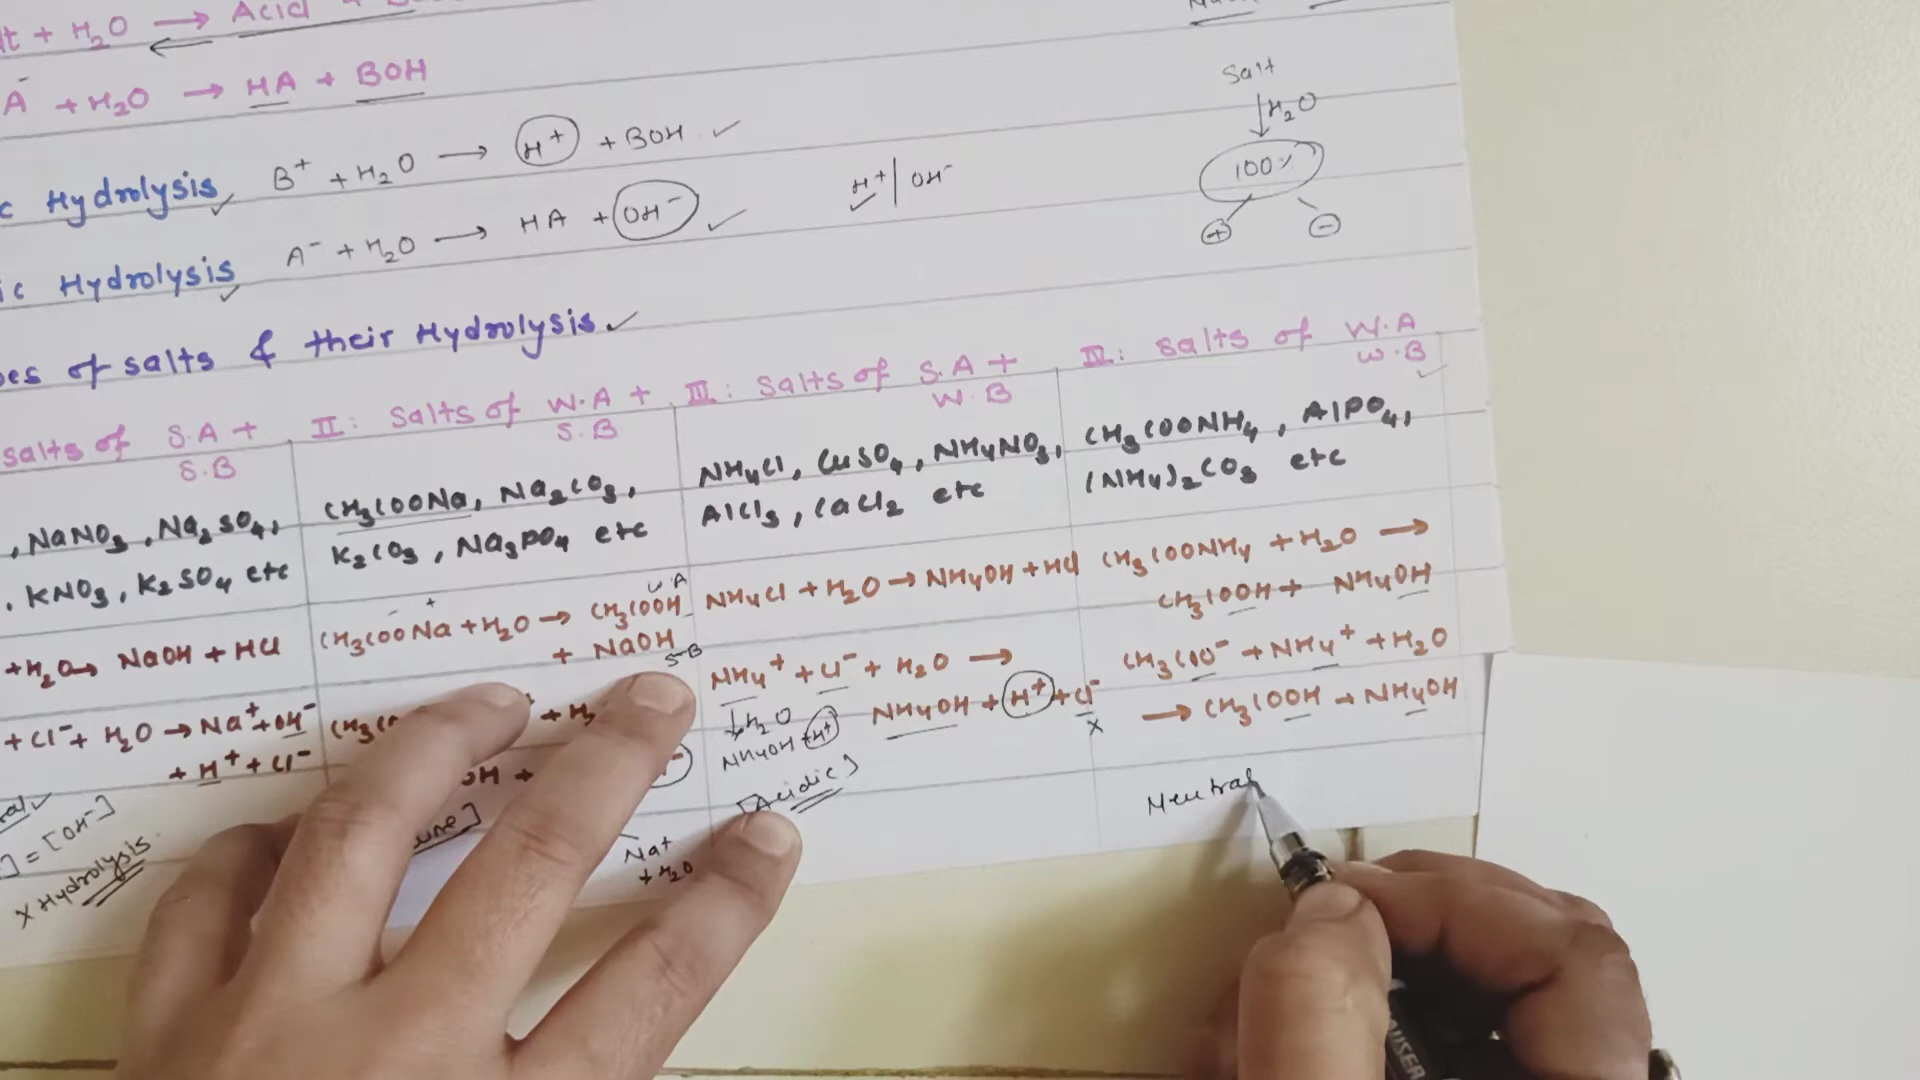 + H2O → Acid +
A- + H2O → HA + BOH
Salt
↓H2O
100%
+ -
Hydrolysis B+ + H2O → H+ + BOH ✓
H+ | OH-
Hydrolysis A- + H2O → HA + OH- ✓
of salts & their Hydrolysis ✓
salts of S.A + S.B
II: salts of W.A + S.B
III: salts of S.A + W.B
IV: salts of W.A W.B
, NaNO3, Na2SO4,
. KNO3, K2SO4 etc
CH3COONa, Na2CO3,
K2CO3, Na3PO4 etc
NH4Cl, CuSO4, NH4NO3,
AlCl3, CaCl2 etc
CH3COONH4, AlPO4,
(NH4)2CO3 etc
+H2O → NaOH + HCl
W.A
CH3COO-Na+ + H2O → CH3COOH
+ NaOH
S-B
NH4Cl + H2O → NH4OH + HCl
CH3COONH4 + H2O →
CH3COOH + NH4OH
+ Cl- + H2O → Na+ + OH-
+ H+ + Cl-
NH4+ + Cl- + H2O →
NH4OH + H+ + Cl-
x
↓H2O
NH4OH + H+
[Acidic]
CH3COO- + NH4+ + H2O
→ CH3COOH + NH4OH
] = [OH-]
x Hydrolysis
Na+
+ H2O
Neutral